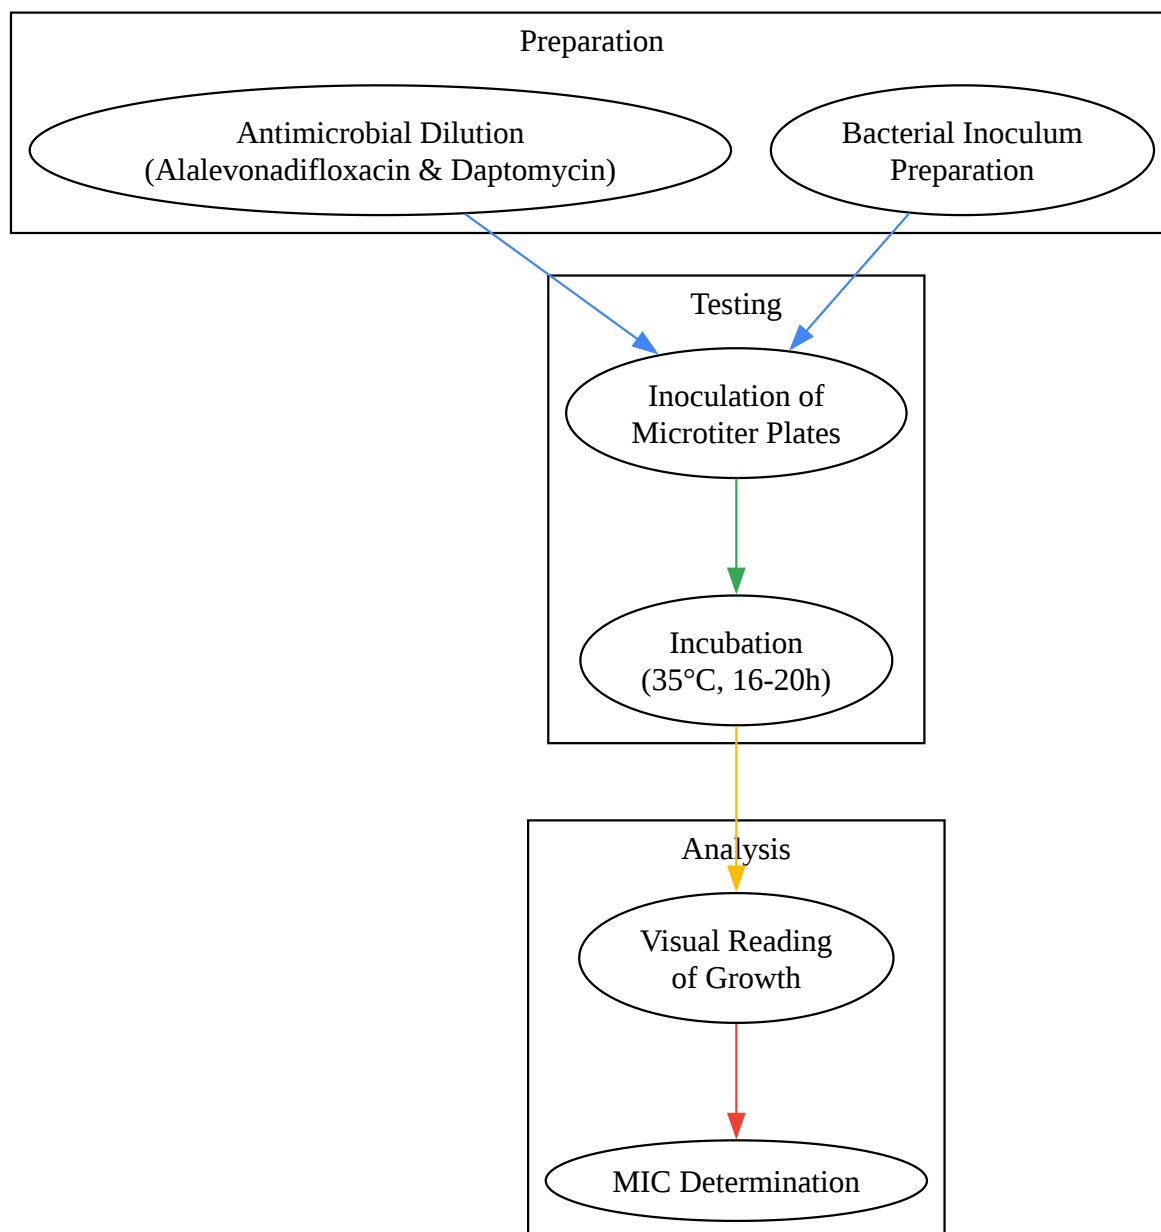 Preparation
Antimicrobial Dilution
(Alalevonadifloxacin & Daptomycin)
Bacterial Inoculum
Preparation
Testing
Inoculation of
Microtiter Plates
Incubation
(35°C, 16-20h)
Analysis
Visual Reading
of Growth
MIC Determination